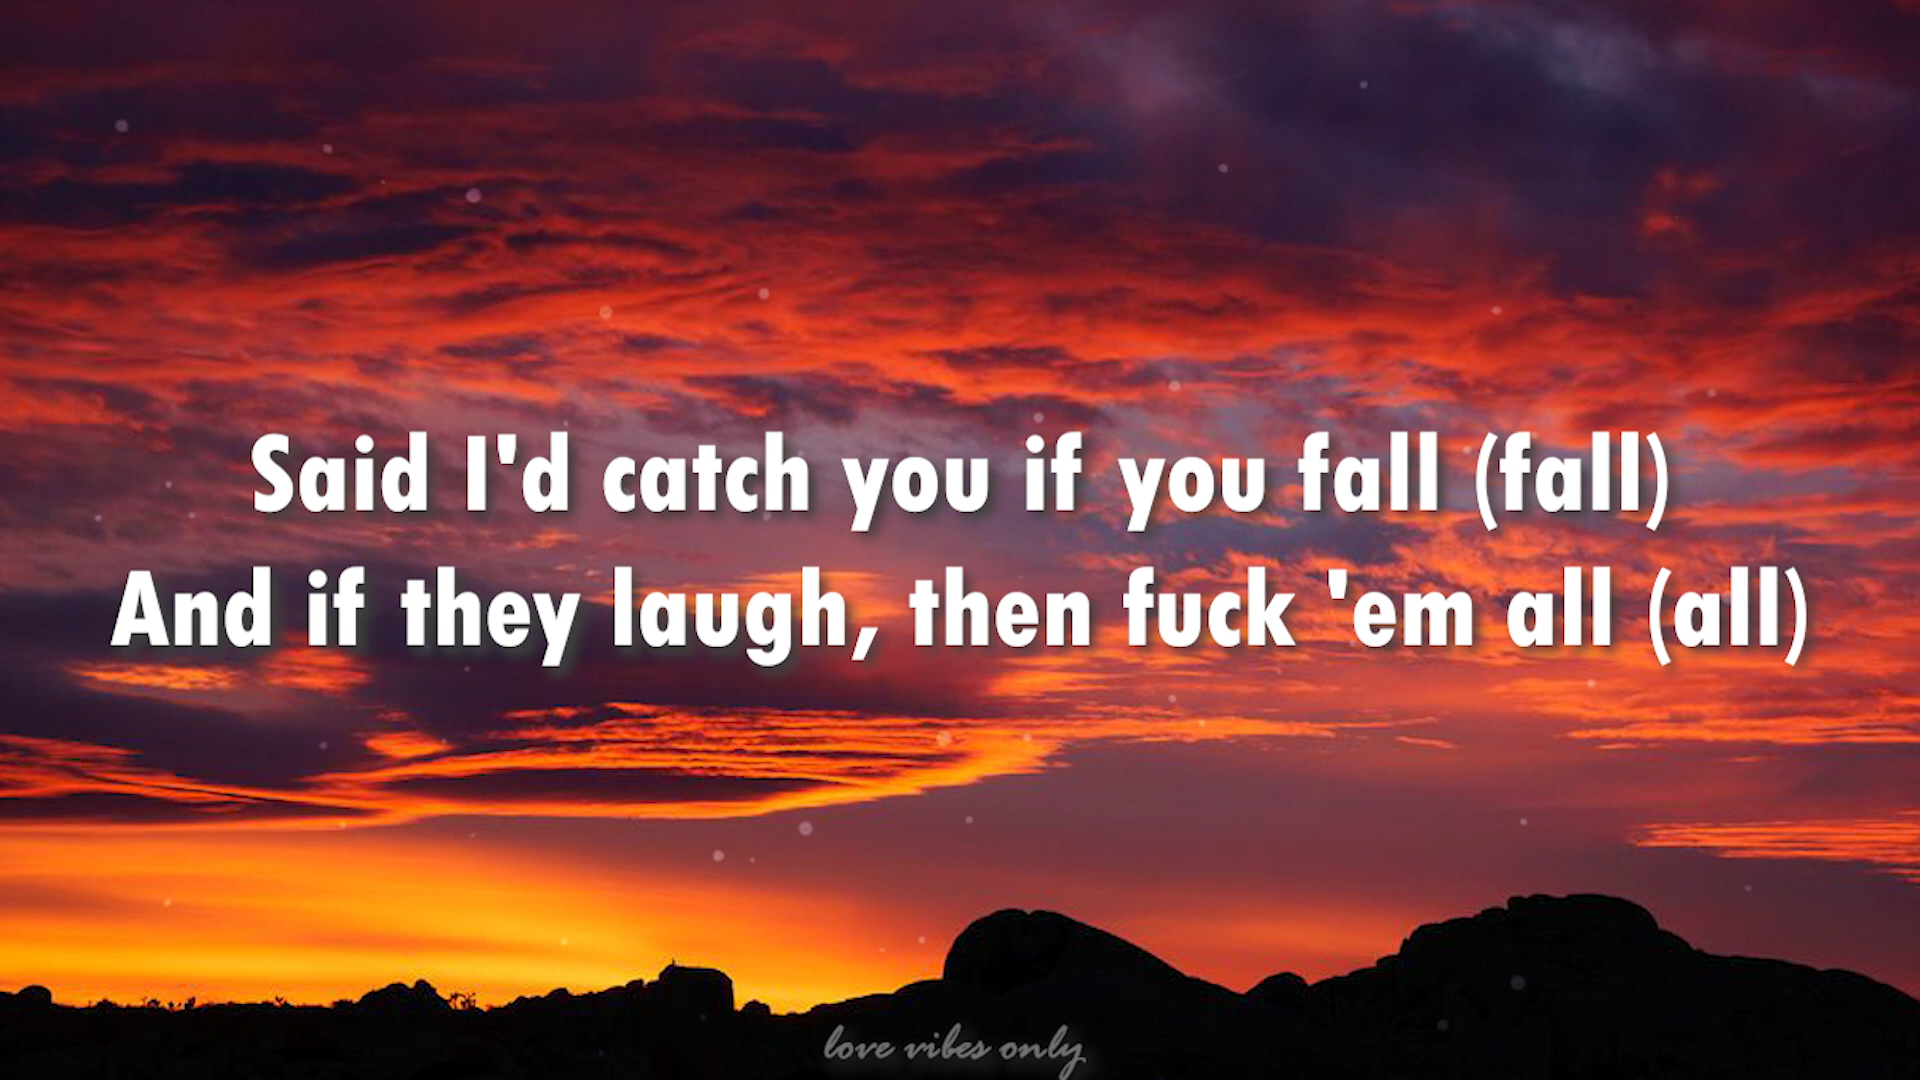 Said I'd catch you if you fall (fall)
And if they laugh, then fuck 'em all (all)
love vibes only